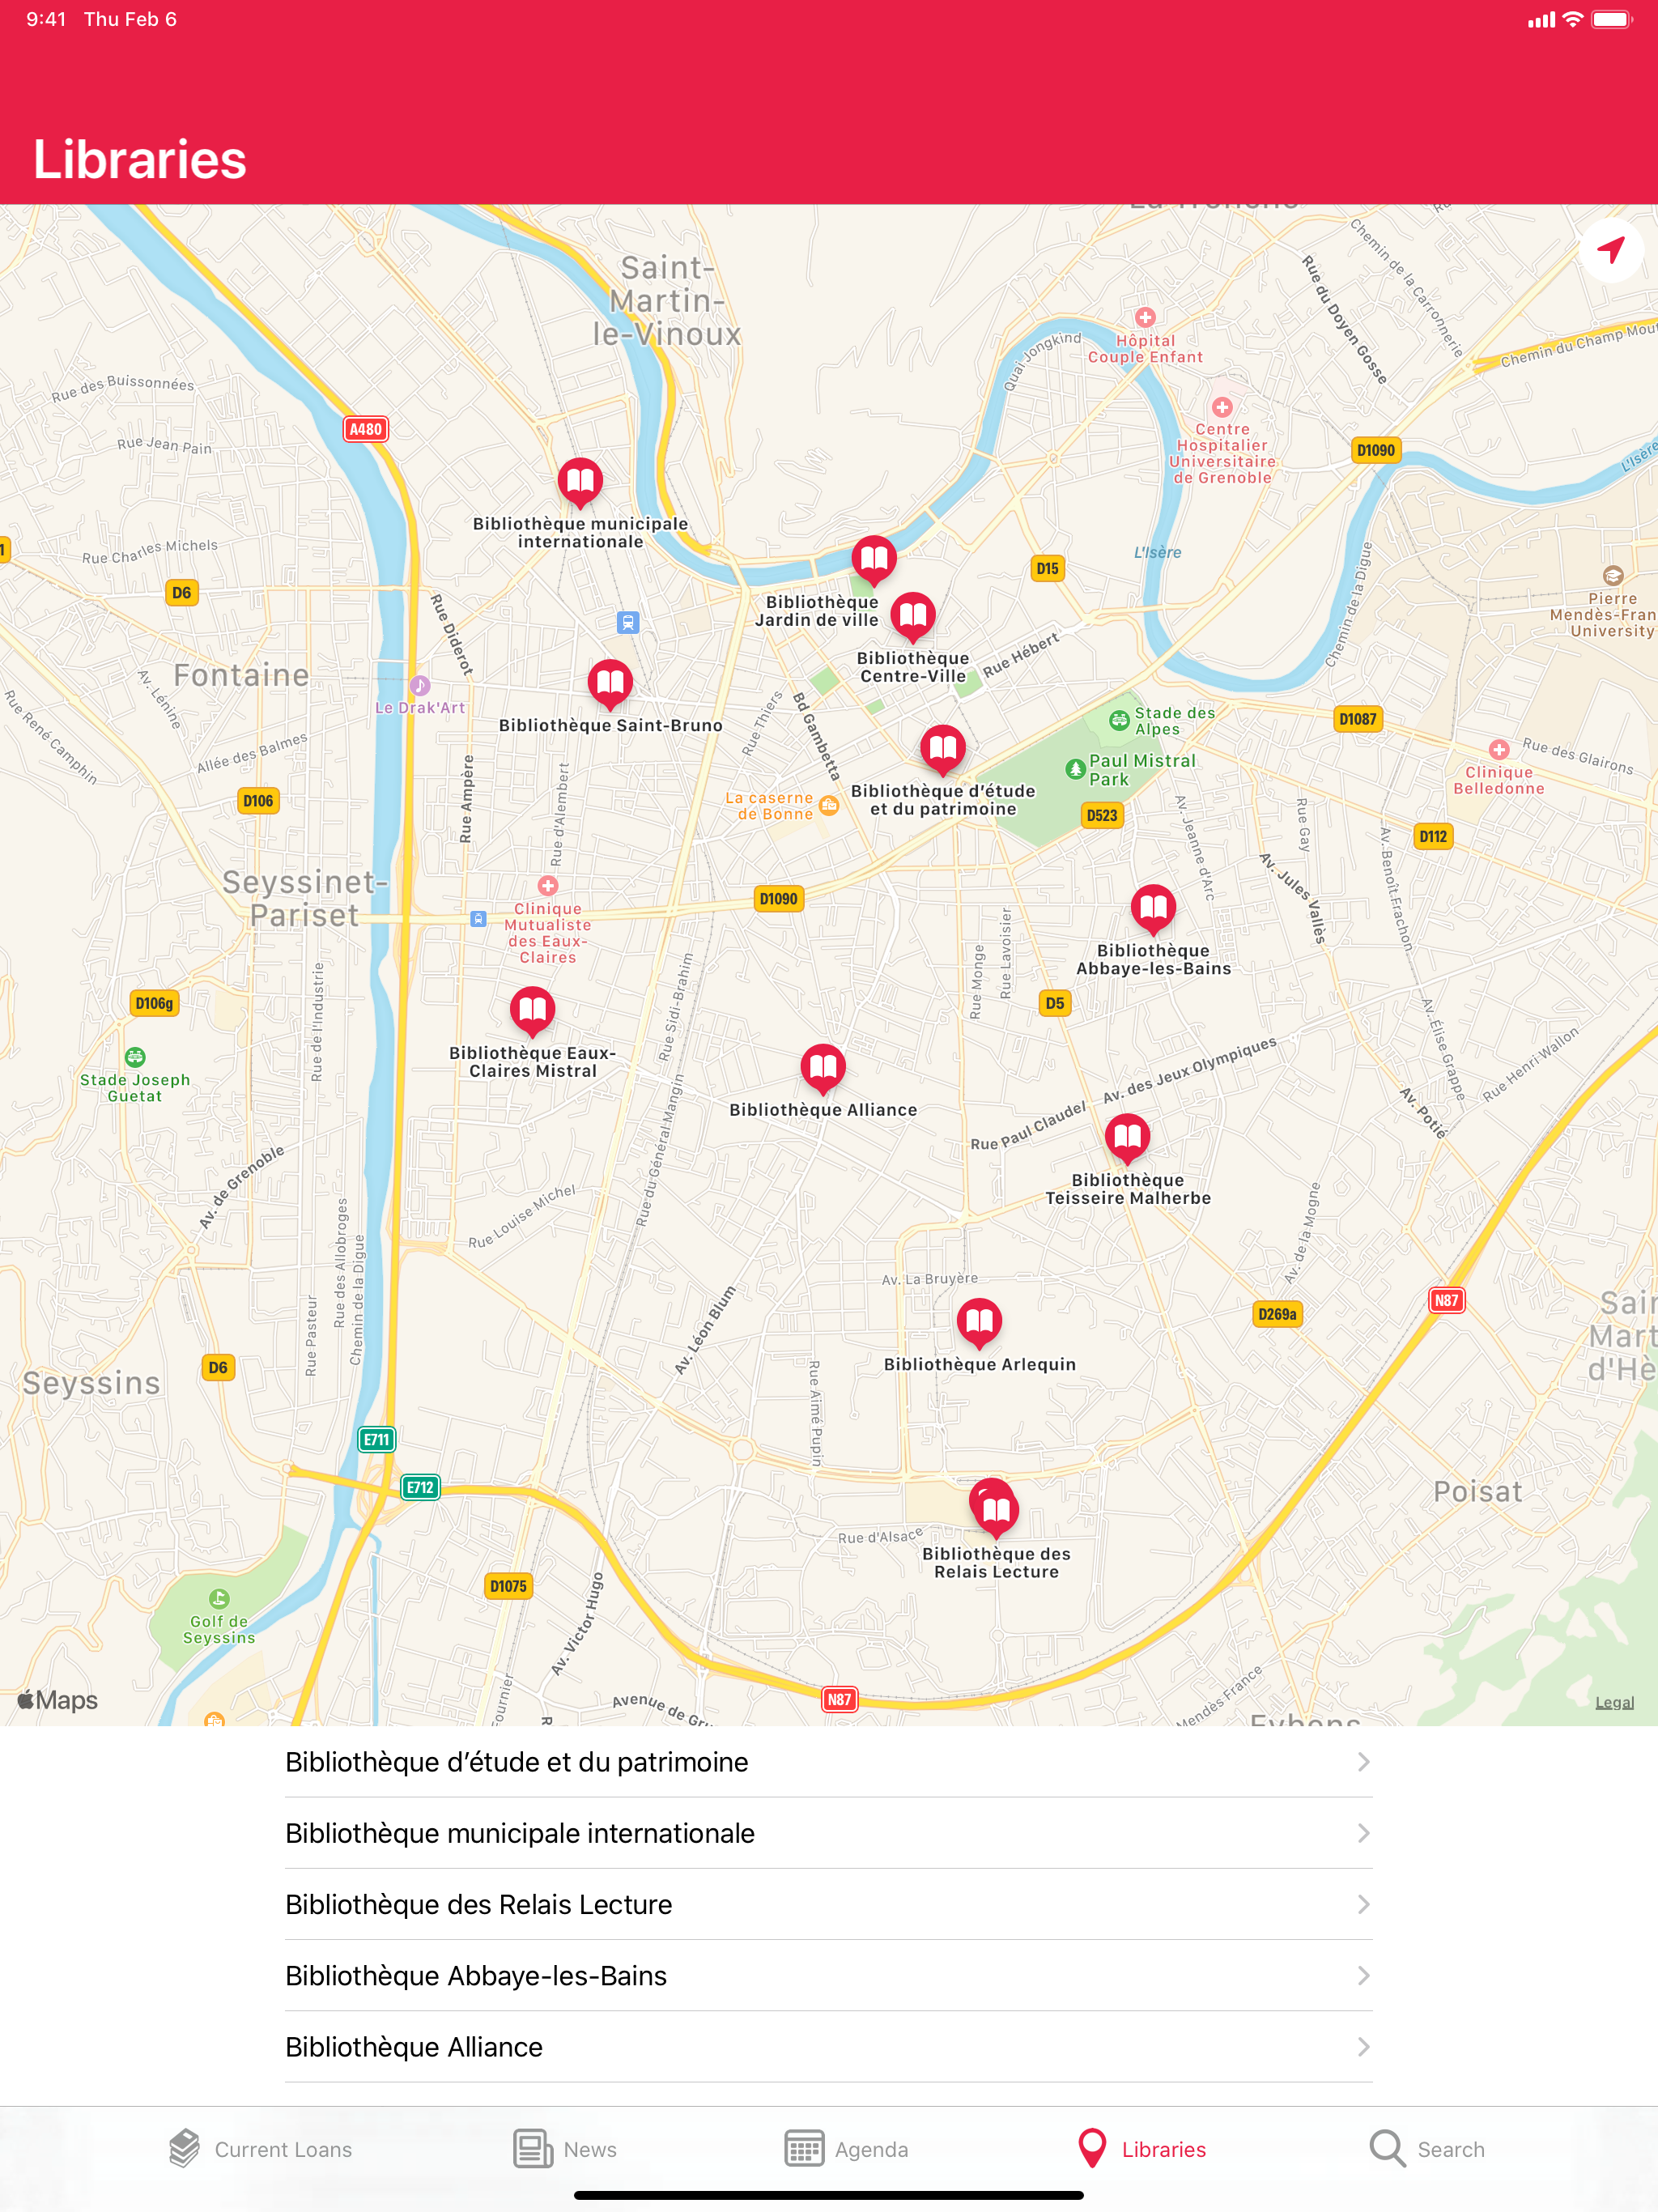 9:41 Thu Feb 6
Libraries
Saint-
Martin-
le-Vinoux
Chemin de la Carronnerie
Rue du Doyen Gosse
Chemin du Champ Mout
Quai Jongkind
Hôpital
Couple Enfant
Rue des Buissonnées
A480
Rue Jean Pain
Centre
Hospitalier
Universitaire
de Grenoble
D1090
L'Isère
Bibliothèque municipale
internationale
Rue Charles Michels
L'Isère
D15
D6
Chemin de la Digue
Pierre
Mendès-Fran
University
Bibliothèque
Jardin de ville
Rue Diderot
Rue Hébert
Bibliothèque
Centre-Ville
Fontaine
Av. Lénine
Le Drak'Art
Rue René Camphin
Bibliothèque Saint-Bruno
Rue Thiers
Bd Gambetta
Stade des
Alpes
D1087
Allée des Balmes
Rue des Glairons
Paul Mistral
Park
Clinique
Belledonne
D106
Rue Ampère
Rue d'Alembert
La caserne
de Bonne
Bibliothèque d'étude
et du patrimoine
D523
Av. Jeanne d'Arc
Rue Gay
D112
Av. Benoît Frachon
Av. Jules Vallès
Seyssinet-
Pariset
D1090
Clinique
Mutualiste
des Eaux-
Claires
Rue Lavoisier
Rue Monge
Bibliothèque
Abbaye-les-Bains
Rue de l'Industrie
Rue Sidi-Brahim
D106g
D5
Av. Élise Grappe
Rue Henri Wallon
Bibliothèque Eaux-
Claires Mistral
Stade Joseph
Guetat
Av. des Jeux Olympiques
Bibliothèque Alliance
Rue Paul Claudel
Av. Potié
Rue du Général Mangin
Av. de Grenoble
Bibliothèque
Teisseire Malherbe
Rue Louise Michel
Rue des Allobroges
Chemin de la Digue
Av. de la Mogne
Av. La Bruyère
Rue Pasteur
Av. Léon Blum
D269a
N87
Sair
Mart
d'Hè
Bibliothèque Arlequin
D6
Seyssins
Rue Aimé Pupin
E711
E712
Poisat
Rue d'Alsace
Bibliothèque des
Relais Lecture
D1075
Av. Victor Hugo
Golf de
Seyssins
Mendès France
Maps
Fournier
Avenue de Gru
N87
Legal
Eybens
Bibliothèque d’étude et du patrimoine
Bibliothèque municipale internationale
Bibliothèque des Relais Lecture
Bibliothèque Abbaye-les-Bains
Bibliothèque Alliance
Current Loans
News
Agenda
Libraries
Search